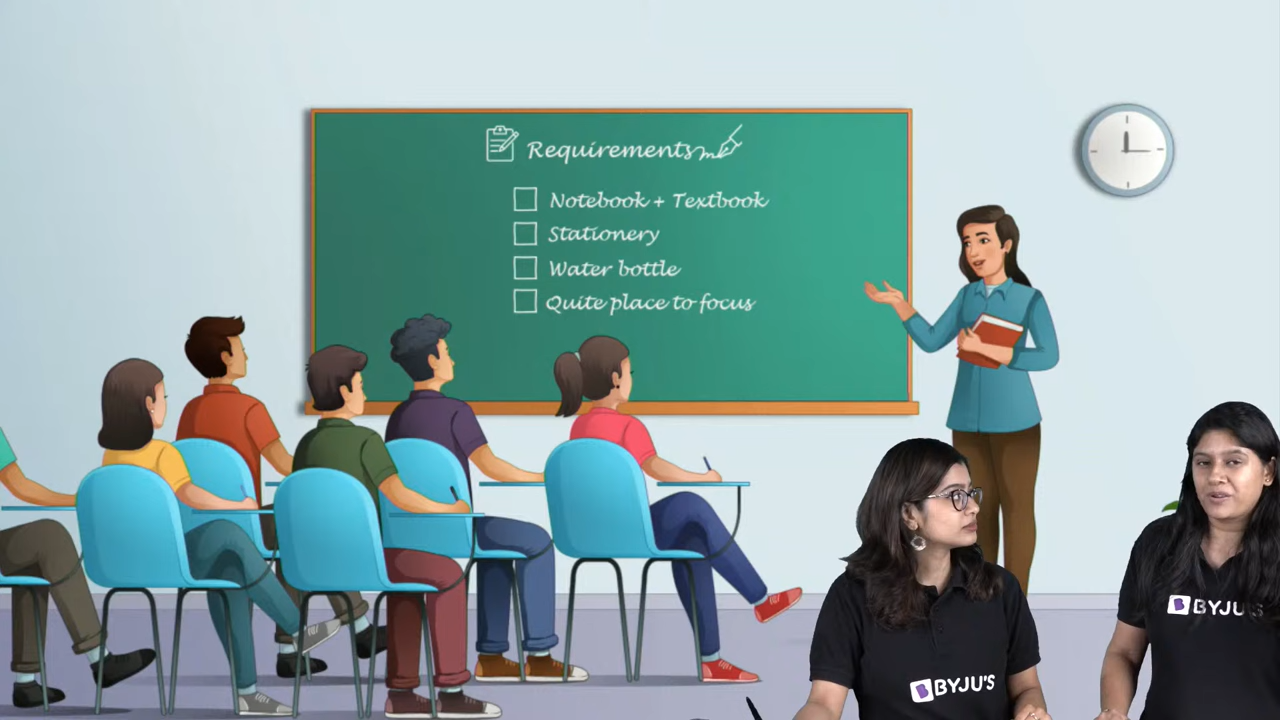 Requirements
Notebook + Textbook
Stationery
Water bottle
Quite place to focus
BYJU'S
BYJU'S